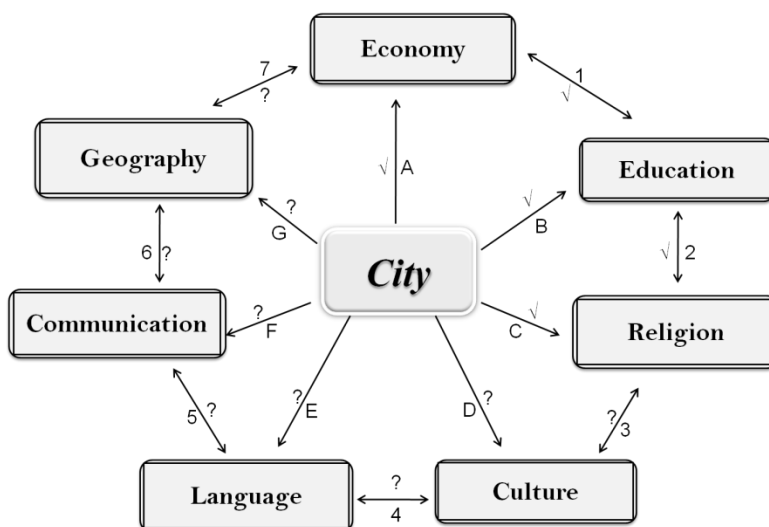 Economy
7
?
1
√
Geography
Education
√ A
?
G
√
B
6 ?
√ 2
City
Communication
?
F
√
C
Religion
5 ?
? E
D ?
? 3
Language
?
4
Culture